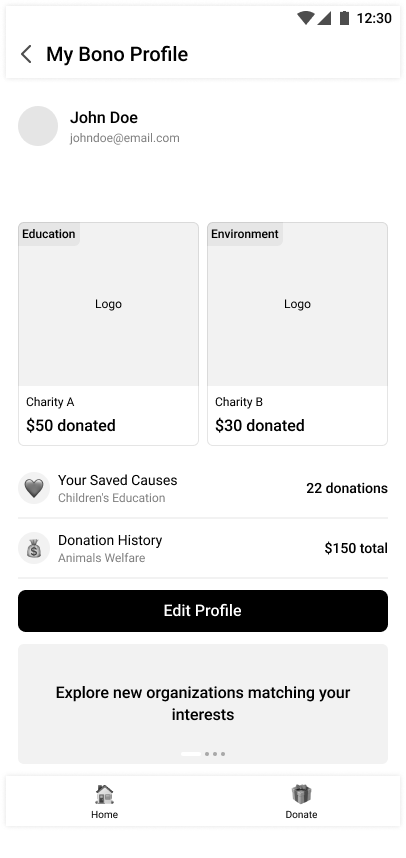 12:30
My Bono Profile
John Doe
johndoe@email.com
Education
Environment
Logo
Logo
Charity A
Charity B
$50 donated
$30 donated
Your Saved Causes
22 donations
Children's Education
Donation History
$150 total
Animals Welfare
Edit Profile
Explore new organizations matching your
interests
Home
Donate